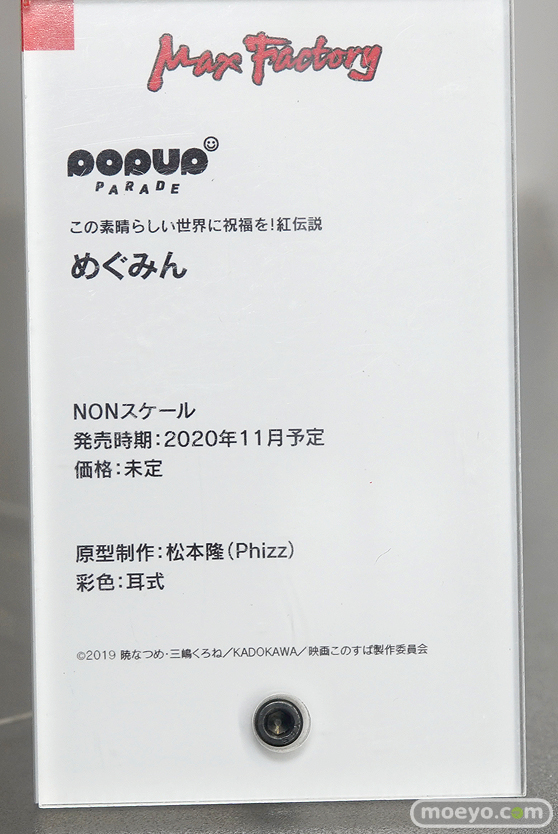 Max Factory
POPUP
PARADE
この素晴らしい世界に祝福を!紅伝説
めぐみん
NONスケール
発売時期:2020年11月予定
価格:未定
原型制作:松本隆(Phizz)
彩色:耳式
©2019 暁なつめ・三嶋くろね/KADOKAWA/映画このすば製作委員会
moeyo.com